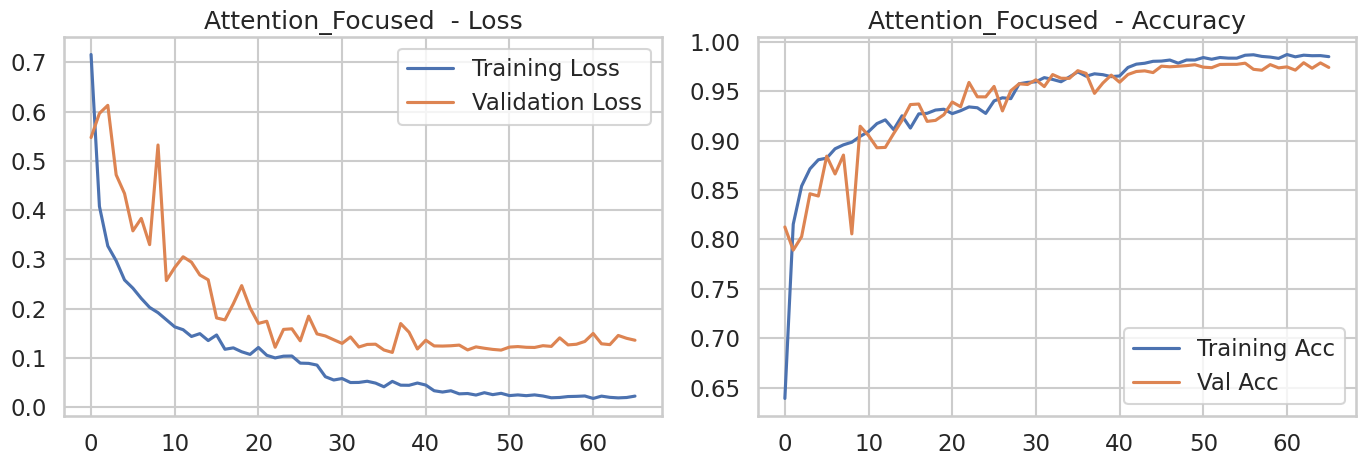 Attention_Focused  - Loss
0.7
0.6
0.5
0.4
0.3
0.2
0.1
0.0
0 10 20 30 40 50 60
Training Loss
Validation Loss
Attention_Focused  - Accuracy
1.00
0.95
0.90
0.85
0.80
0.75
0.70
0.65
0 10 20 30 40 50 60
Training Acc
Val Acc